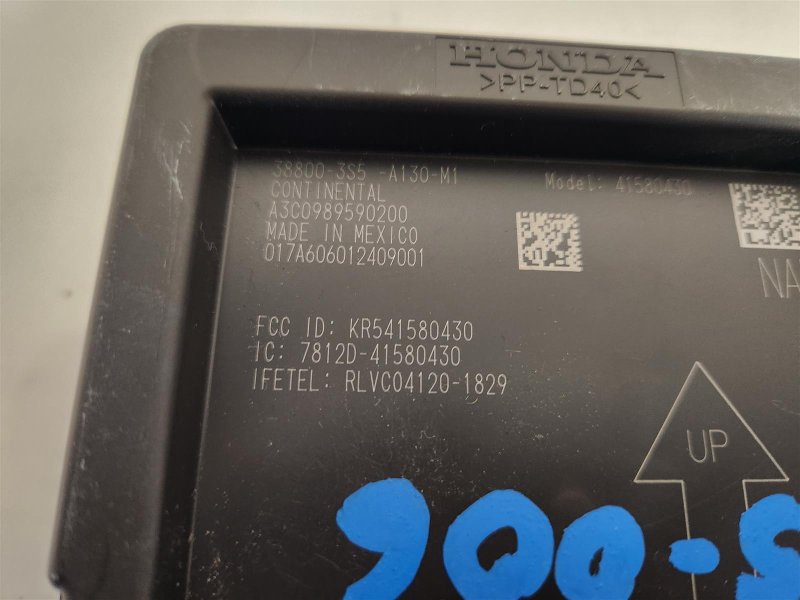 HONDA
>PP-TD40<
38800-3S5 -A130-M1
Model: 41580430
CONTINENTAL
A3C0989590200
MADE IN MEXICO
017A606012409001
NA
FCC ID: KR541580430
IC: 7812D-41580430
IFETEL: RLVC04120-1829
UP